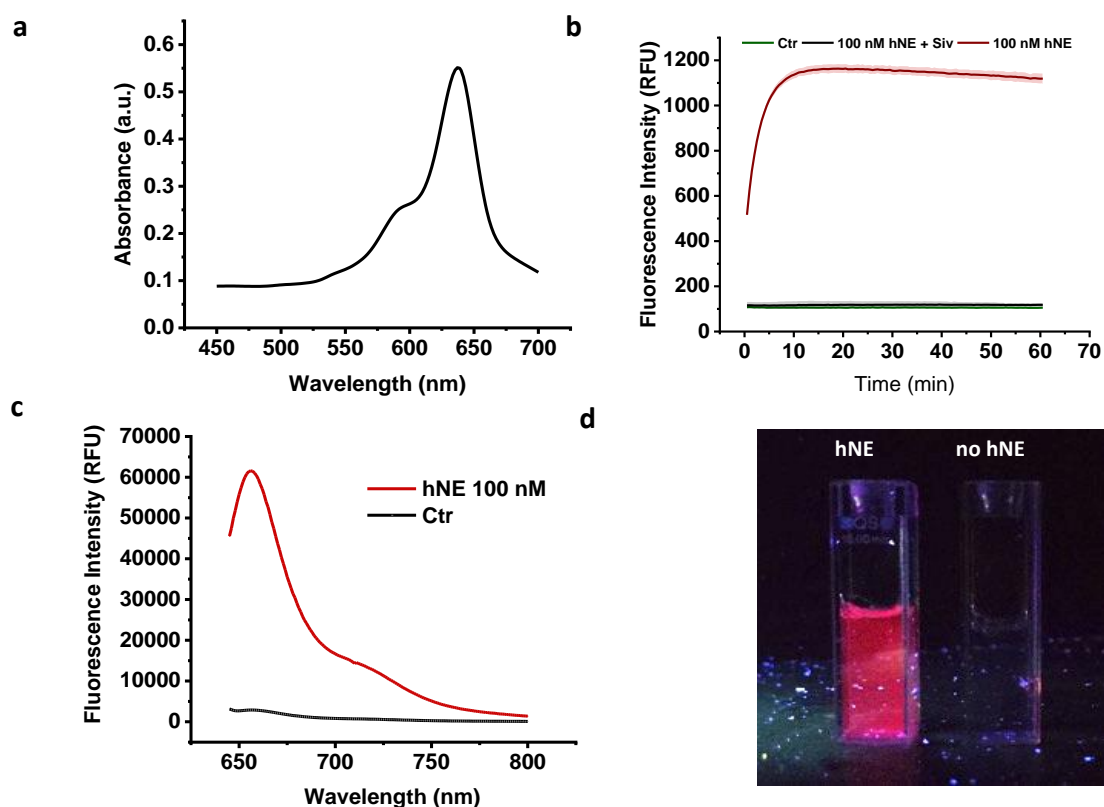 a
0.6
0.5
0.4
0.3
0.2
0.1
0.0
Absorbance (a.u.)
450 500 550 600 650 700
Wavelength (nm)
b
Ctr 100 nM hNE + Siv 100 nM hNE
1200
1000
800
600
400
200
0
Fluorescence Intensity (RFU)
0 10 20 30 40 50 60 70
Time (min)
c
70000
60000
50000
40000
30000
20000
10000
0
Fluorescence Intensity (RFU)
hNE 100 nM
Ctr
650 700 750 800
Wavelength (nm)
d
hNE no hNE